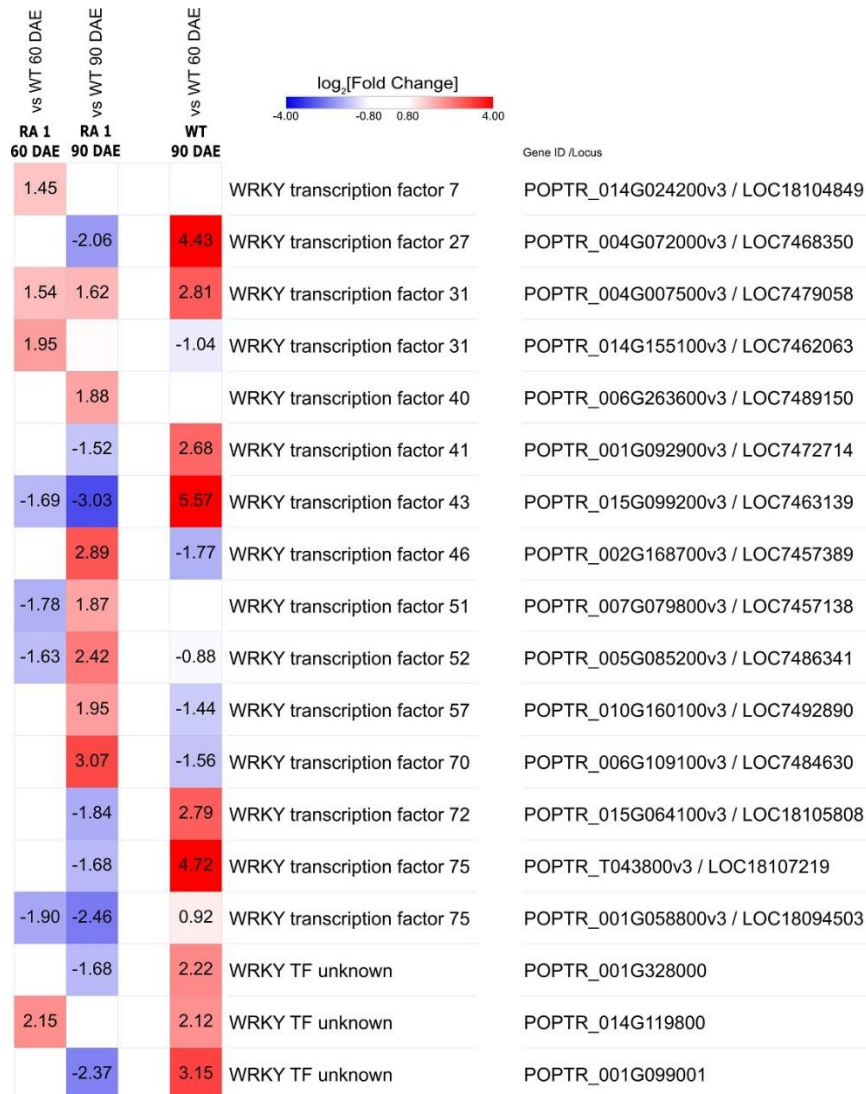 vs WT 60 DAE
vs WT 90 DAE
vs WT 60 DAE
log2[Fold Change]
-4.00 -0.80 0.80 4.00
RA 1 RA 1 WT
60 DAE 90 DAE 90 DAE
Gene ID /Locus
1.45 WRKY transcription factor 7 POPTR_014G024200v3 / LOC18104849
-2.06 4.43 WRKY transcription factor 27 POPTR_004G072000v3 / LOC7468350
1.54 1.62 2.81 WRKY transcription factor 31 POPTR_004G007500v3 / LOC7479058
1.95 -1.04 WRKY transcription factor 31 POPTR_014G155100v3 / LOC7462063
1.88 WRKY transcription factor 40 POPTR_006G263600v3 / LOC7489150
-1.52 2.68 WRKY transcription factor 41 POPTR_001G092900v3 / LOC7472714
-1.69 -3.03 5.57 WRKY transcription factor 43 POPTR_015G099200v3 / LOC7463139
2.89 -1.77 WRKY transcription factor 46 POPTR_002G168700v3 / LOC7457389
-1.78 1.87 WRKY transcription factor 51 POPTR_007G079800v3 / LOC7457138
-1.63 2.42 -0.88 WRKY transcription factor 52 POPTR_005G085200v3 / LOC7486341
1.95 -1.44 WRKY transcription factor 57 POPTR_010G160100v3 / LOC7492890
3.07 -1.56 WRKY transcription factor 70 POPTR_006G109100v3 / LOC7484630
-1.84 2.79 WRKY transcription factor 72 POPTR_015G064100v3 / LOC18105808
-1.68 4.72 WRKY transcription factor 75 POPTR_T043800v3 / LOC18107219
-1.90 -2.46 0.92 WRKY transcription factor 75 POPTR_001G058800v3 / LOC18094503
-1.68 2.22 WRKY TF unknown POPTR_001G328000
2.15 2.12 WRKY TF unknown POPTR_014G119800
-2.37 3.15 WRKY TF unknown POPTR_001G099001